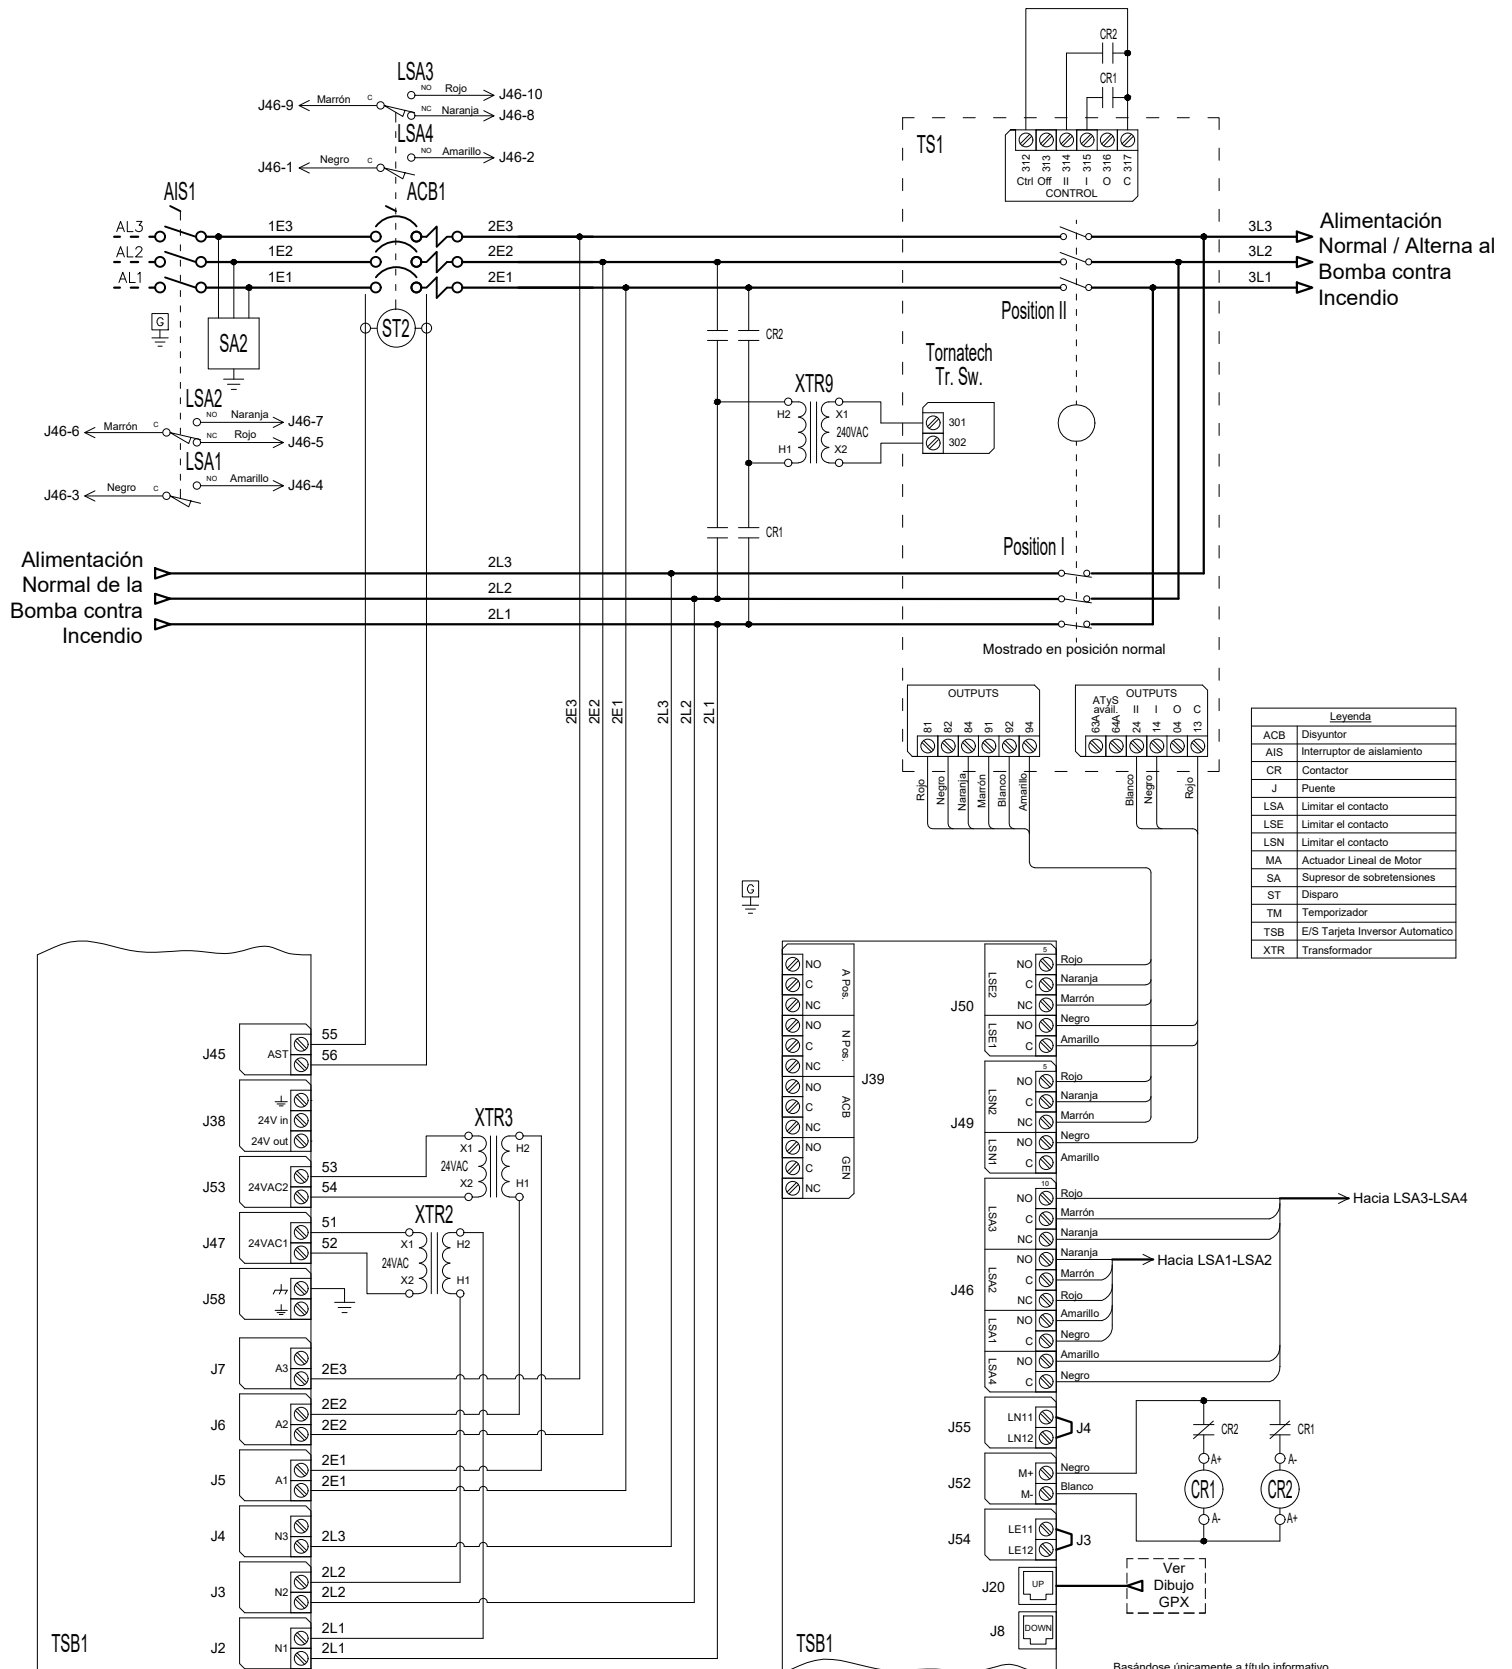 CR2
CR1
LSA3
J46-9 Marrón C NO Rojo J46-10
NC Naranja J46-8
LSA4
NO Amarillo J46-2
J46-1 Negro C
TS1
312 313 314 315 316 317
Ctrl Off II I O C
CONTROL
AIS1
ACB1
AL3 1E3 2E3 3L3
AL2 1E2 2E2 3L2
AL1 1E1 2E1 3L1
Alimentación
Normal / Alterna al
Bomba contra
Incendio
Position II
G
SA2
ST2
CR2
Tornatech
Tr. Sw.
XTR9
H2 X1
240VAC
H1 X2
301
302
LSA2
NO Naranja J46-7
J46-6 Marrón C
NC Rojo J46-5
LSA1
NO Amarillo J46-4
J46-3 Negro C
CR1
Position I
Alimentación
Normal de la
Bomba contra
Incendio
2L3
2L2
2L1
Mostrado en posición normal
2E3 2E2 2E1 2L3 2L2 2L1
OUTPUTS
81 82 84 91 92 94
Rojo Negro Naranja Marrón Blanco Amarillo
OUTPUTS
ATyS
avail. II I O C
63A 64A 24 14 04 13
Blanco Negro Rojo
Leyenda
ACB Disyuntor
AIS Interruptor de aislamiento
CR Contactor
J Puente
LSA Limitar el contacto
LSE Limitar el contacto
LSN Limitar el contacto
MA Actuador Lineal de Motor
SA Supresor de sobretensiones
ST Disparo
TM Temporizador
TSB E/S Tarjeta Inversor Automatico
XTR Transformador
G
J45 AST 55
56
J38 24V in
24V out
J53 24VAC2 53
54
XTR3
X1 H2
24VAC
X2 H1
J47 24VAC1 51
52
XTR2
X1 H2
24VAC
X2 H1
J58
J7 A3 2E3
J6 A2 2E2
2E2
J5 A1 2E1
2E1
J4 N3 2L3
J3 N2 2L2
2L2
J2 N1 2L1
2L1
TSB1
J39
A Pos. NO
C
NC
N Pos. NO
C
NC
ACB NO
C
NC
GEN NO
C
NC
J50
5
LSE2 NO Rojo
C Naranja
NC Marrón
LSE1 NO Negro
C Amarillo
J49
5
LSN2 NO Rojo
C Naranja
NC Marrón
LSN1 NO Negro
C Amarillo
J46
10
LSA3 NO Rojo
C Marrón
NC Naranja
Hacia LSA3-LSA4
LSA2 NO Naranja
C Marrón
NC Rojo
Hacia LSA1-LSA2
LSA1 NO Amarillo
C Negro
LSA4 NO Amarillo
C Negro
J55 LN11
LN12
J4
J52 M+ Negro
M- Blanco
CR2 CR1
A+ A-
CR1 CR2
A- A+
J54 LE11
LE12
J3
J20 UP
Ver
Dibujo
GPX
J8 DOWN
TSB1
Basándose únicamente a título informativo